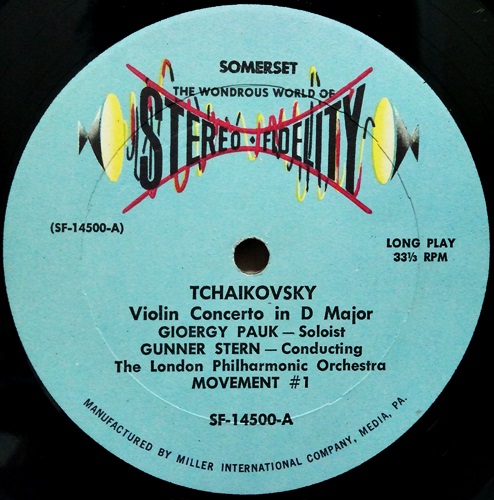 SOMERSET
THE WONDROUS WORLD OF
STEREO · FIDELITY
(SF-14500-A)
LONG PLAY
33⅓ RPM
TCHAIKOVSKY
Violin Concerto in D Major
GIOERGY PAUK — Soloist
GUNNER STERN — Conducting
The London Philharmonic Orchestra
MOVEMENT #1
SF-14500-A
MANUFACTURED BY MILLER INTERNATIONAL COMPANY, MEDIA, PA.